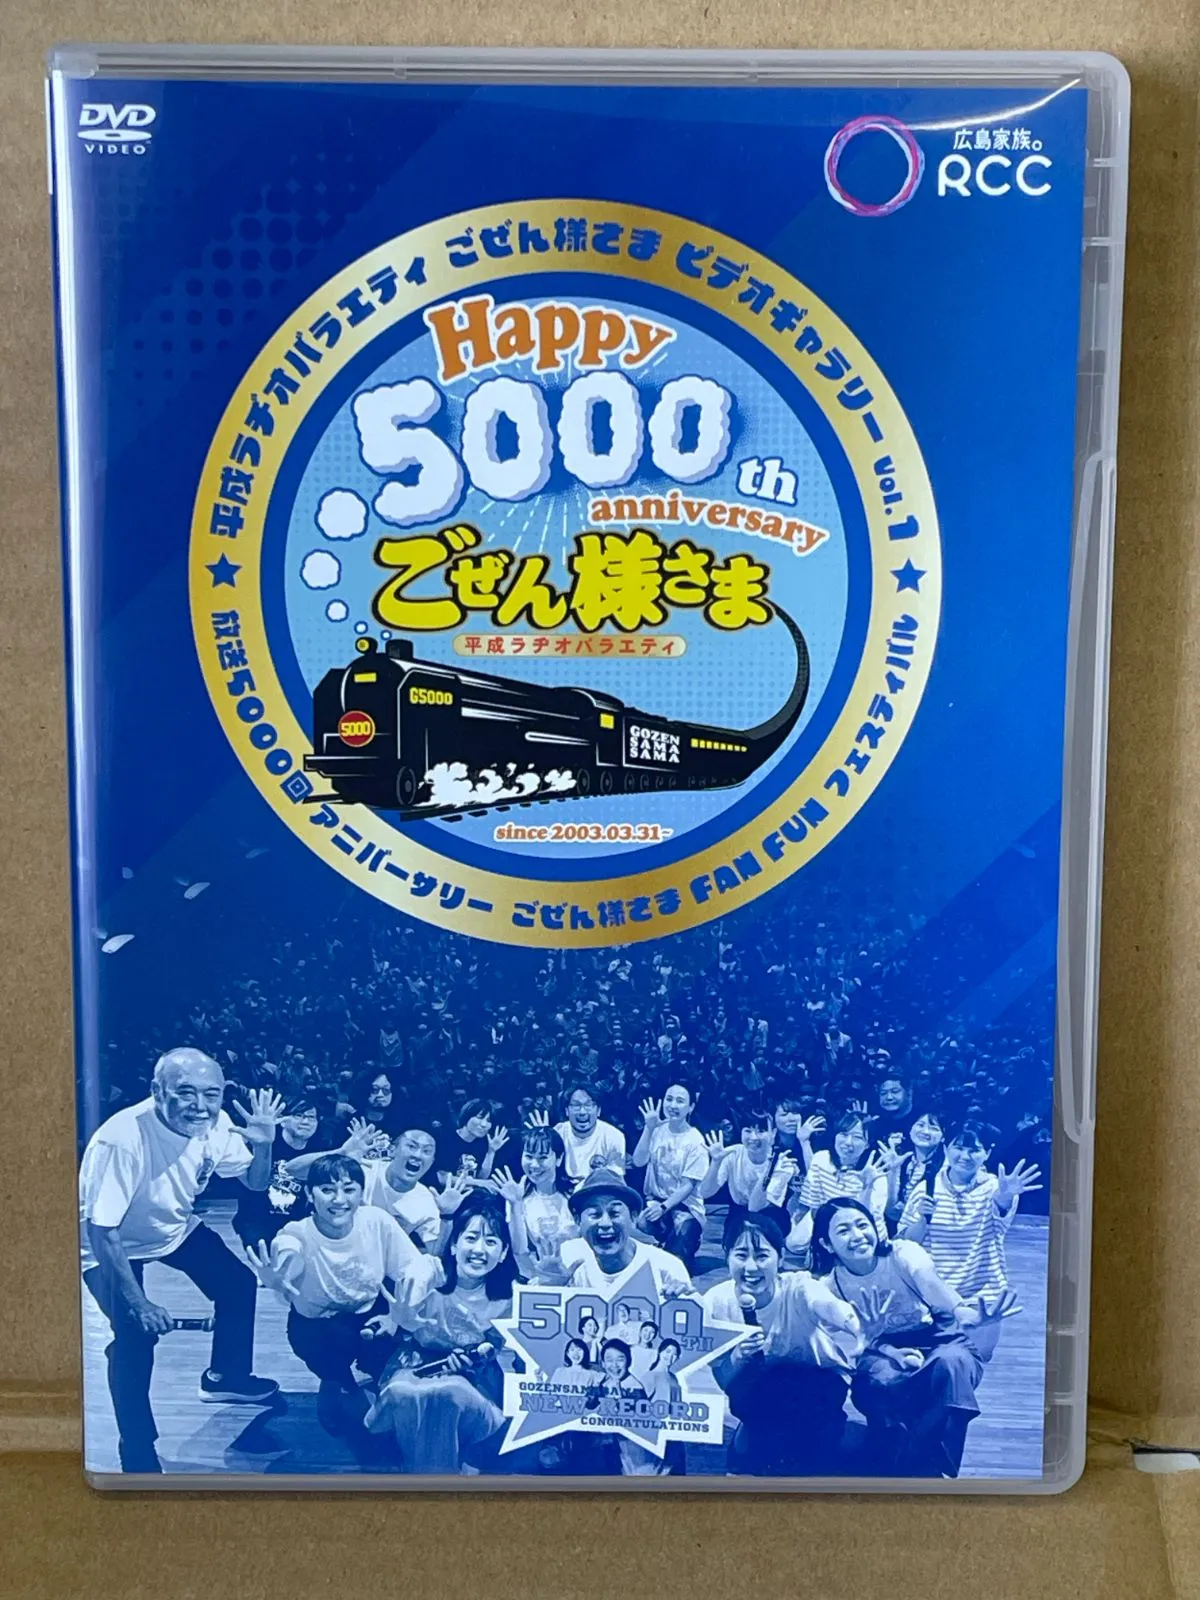 DVD
VIDEO
広島家族。
RCC
平成ラヂオバラエティ ごぜん様さま ビデオギャラリー Vol.1
Happy
5000th
anniversary
ごぜん様さま
平成ラヂオバラエティ
G5000
5000
GOZEN
SAMA
SAMA
since 2003.03.31~
★ 放送5000回 アニバーサリー ごぜん様さま FAN FUN フェスティバル ★
5000TH
GOZENSAMASAMA
NEW RECORD
CONGRATULATIONS